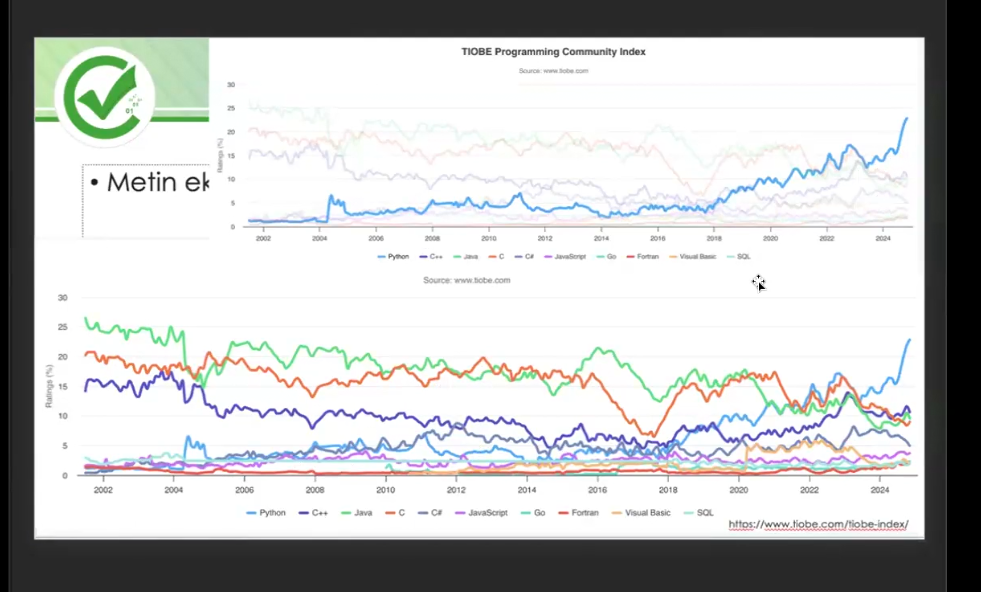 TIOBE Programming Community Index
Source: www.tiobe.com
Ratings (%)
30
25
20
15
10
5
0
2002 2004 2006 2008 2010 2012 2014 2016 2018 2020 2022 2024
Python C++ Java C C# JavaScript Go Fortran Visual Basic SQL
01
01
• Metin ek
Source: www.tiobe.com
Ratings (%)
30
25
20
15
10
5
0
2002 2004 2006 2008 2010 2012 2014 2016 2018 2020 2022 2024
Python C++ Java C C# JavaScript Go Fortran Visual Basic SQL
https://www.tiobe.com/tiobe-index/